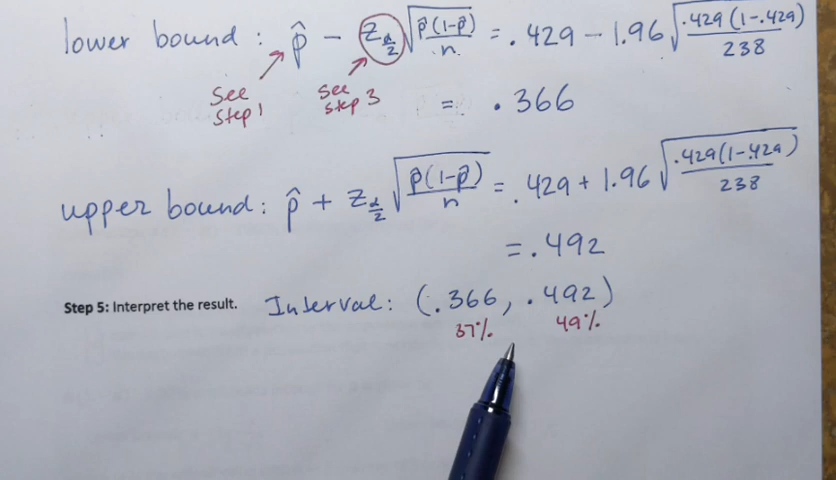 lower bound : p̂ − z_{α/2} √(p̂(1−p̂)/n) = .429 − 1.96 √(.429(1−.429)/238)
See step 1
See step 3
= .366
upper bound : p̂ + z_{α/2} √(p̂(1−p̂)/n) = .429 + 1.96 √(.429(1−.429)/238)
= .492
Step 5: Interpret the result. Interval: (.366, .492)
37% 49%